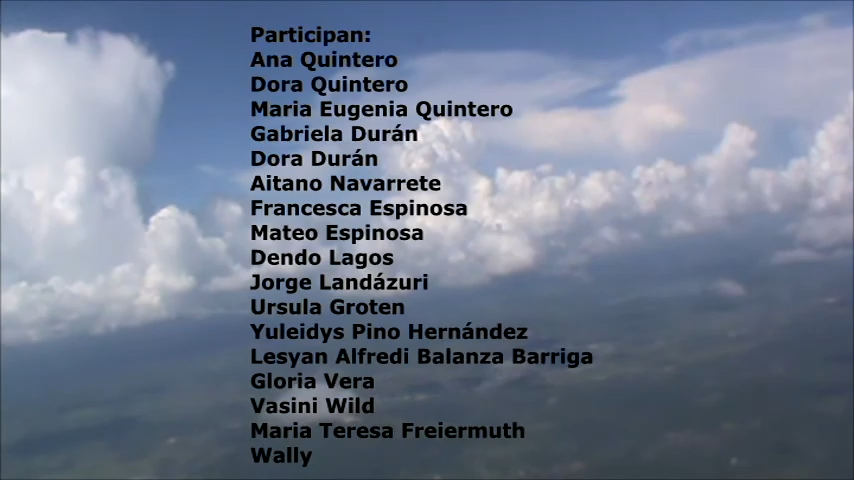 Participan:
Ana Quintero
Dora Quintero
Maria Eugenia Quintero
Gabriela Durán
Dora Durán
Aitano Navarrete
Francesca Espinosa
Mateo Espinosa
Dendo Lagos
Jorge Landázuri
Ursula Groten
Yuleidys Pino Hernández
Lesyan Alfredi Balanza Barriga
Gloria Vera
Vasini Wild
Maria Teresa Freiermuth
Wally